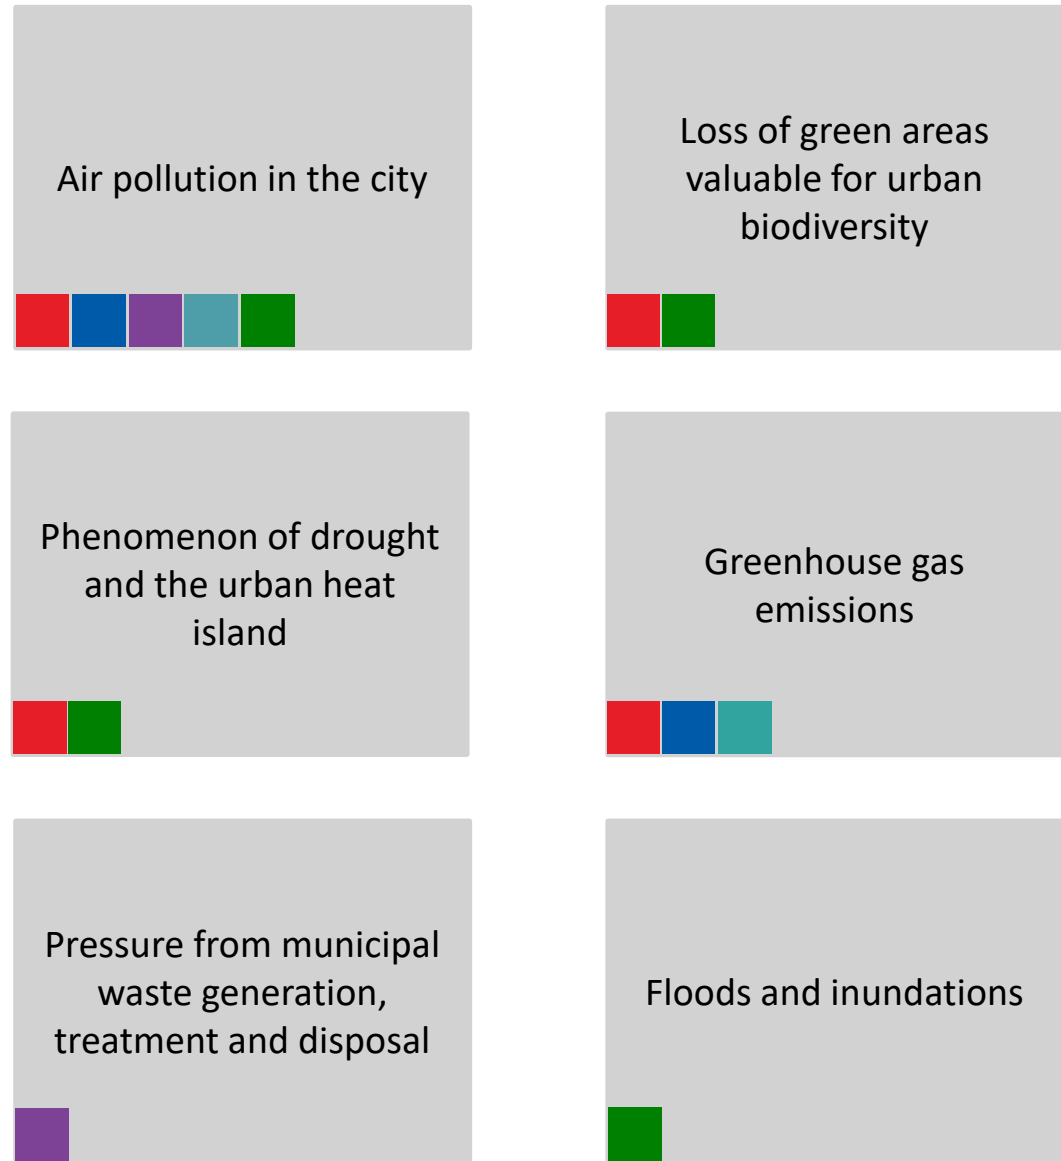 Air pollution in the city
Loss of green areas
valuable for urban
biodiversity
Phenomenon of drought
and the urban heat
island
Greenhouse gas
emissions
Pressure from municipal
waste generation,
treatment and disposal
Floods and inundations